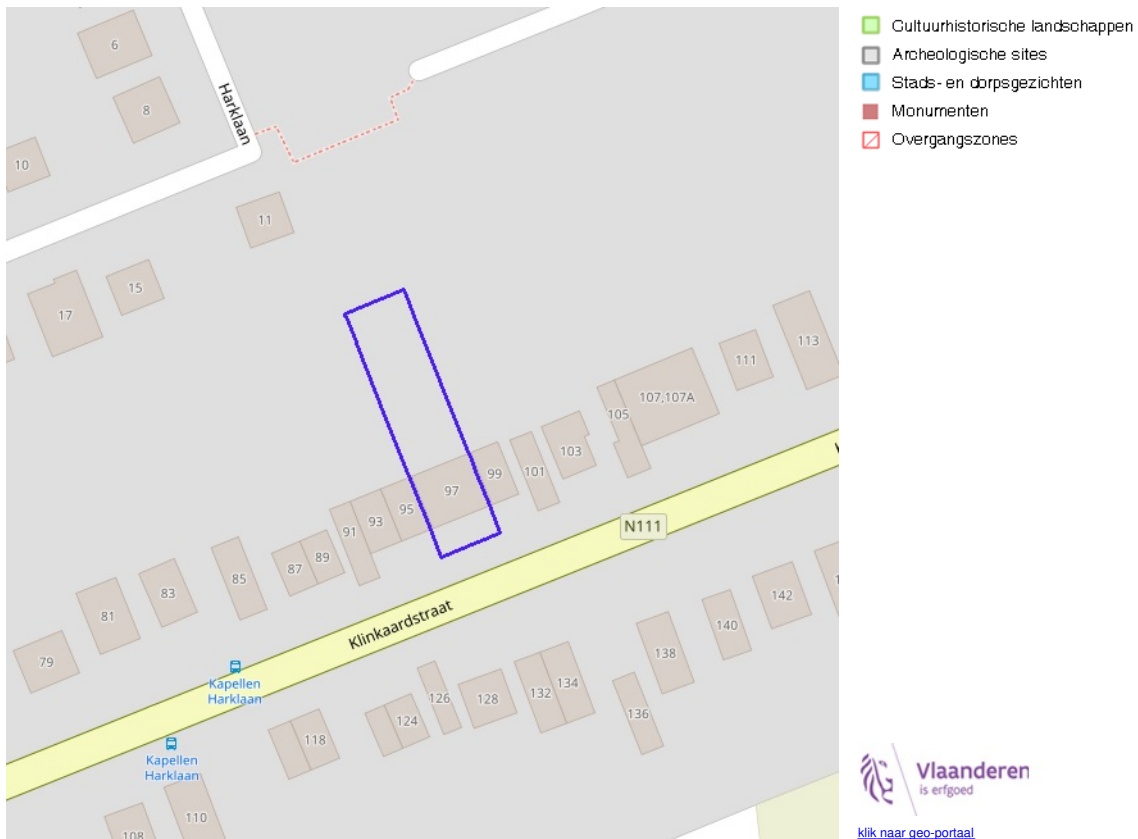 6
8
10
Harklaan
11
15
17
113
111
107,107A
105
103
101
99
97
95
93
91
89
87
85
83
81
79
N111
Klinkaardstraat
Kapellen
Harklaan
Kapellen
Harklaan
142
140
138
136
134
132
128
126
124
118
110
108
Cultuurhistorische landschappen
Archeologische sites
Stads- en dorpsgezichten
Monumenten
Overgangszones
Vlaanderen
is erfgoed
klik naar geo-portaal